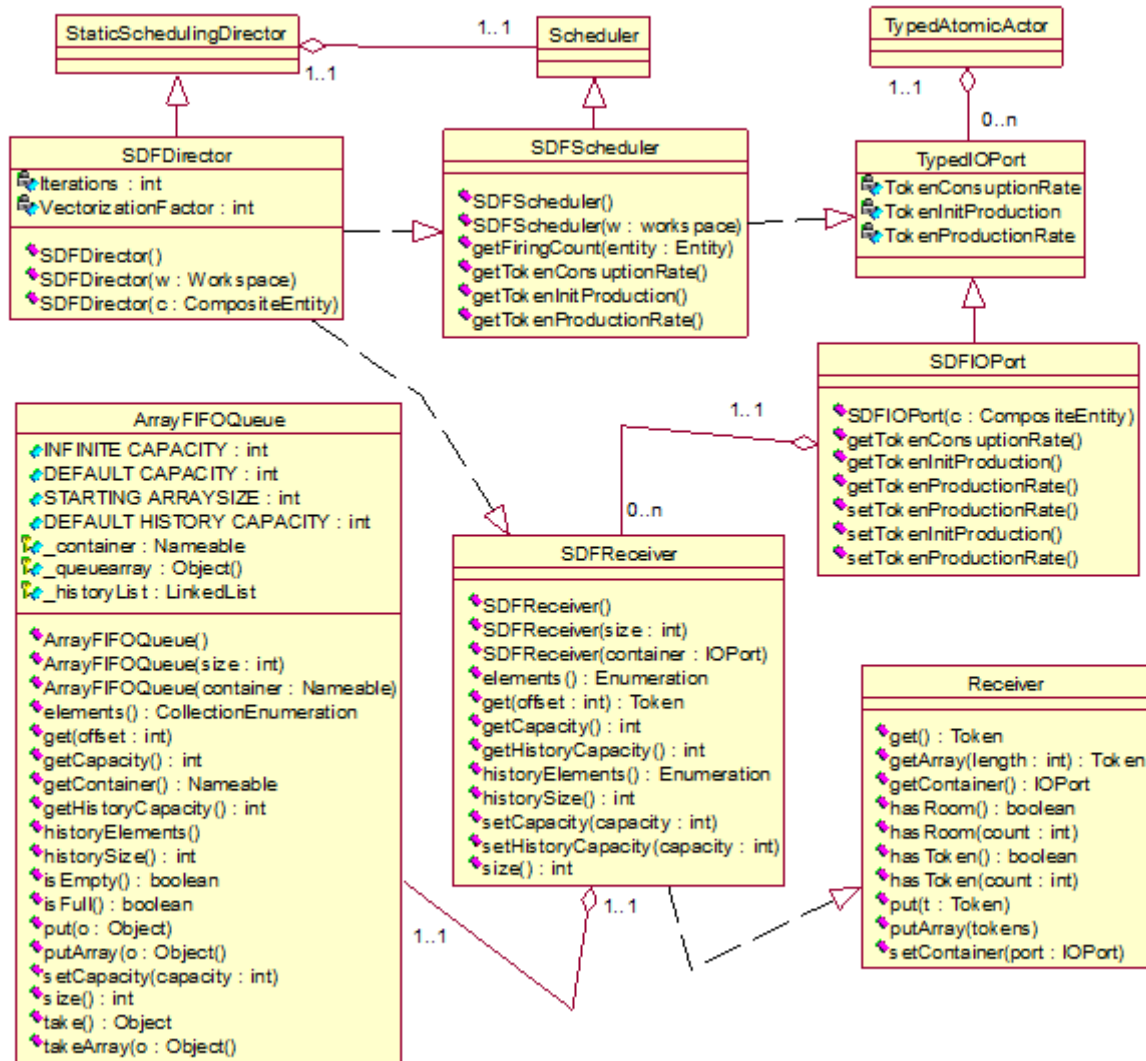 StaticSchedulingDirector
1..1
1..1
Scheduler
TypedAtomicActor
1..1
0..n
SDFDirector
Iterations : int
VectorizationFactor : int
SDFDirector()
SDFDirector(w : Workspace)
SDFDirector(c : CompositeEntity)
SDFScheduler
SDFScheduler()
SDFScheduler(w : workspace)
getFiringCount(entity : Entity)
getTokenConsuptionRate()
getTokenInitProduction()
getTokenProductionRate()
TypedIOPort
TokenConsuptionRate
TokenInitProduction
TokenProductionRate
SDFIOPort
SDFIOPort(c : CompositeEntity)
getTokenConsuptionRate()
getTokenInitProduction()
getTokenProductionRate()
setTokenProductionRate()
setTokenInitProduction()
setTokenProductionRate()
1..1
0..n
ArrayFIFOQueue
INFINITE CAPACITY : int
DEFAULT CAPACITY : int
STARTING ARRAYSIZE : int
DEFAULT HISTORY CAPACITY : int
_container : Nameable
_queuearray : Object()
_historyList : LinkedList
ArrayFIFOQueue()
ArrayFIFOQueue(size : int)
ArrayFIFOQueue(container : Nameable)
elements() : CollectionEnumeration
get(offset : int)
getCapacity() : int
getContainer() : Nameable
getHistoryCapacity() : int
historyElements()
historySize() : int
isEmpty() : boolean
isFull() : boolean
put(o : Object)
putArray(o : Object()
setCapacity(capacity : int)
size() : int
take() : Object
takeArray(o : Object()
SDFReceiver
SDFReceiver()
SDFReceiver(size : int)
SDFReceiver(container : IOPort)
elements() : Enumeration
get(offset : int) : Token
getCapacity() : int
getHistoryCapacity() : int
historyElements() : Enumeration
historySize() : int
setCapacity(capacity : int)
setHistoryCapacity(capacity : int)
size() : int
1..1
1..1
Receiver
get() : Token
getArray(length : int) : Token
getContainer() : IOPort
hasRoom() : boolean
hasRoom(count : int)
hasToken() : boolean
hasToken(count : int)
put(t : Token)
putArray(tokens)
setContainer(port : IOPort)